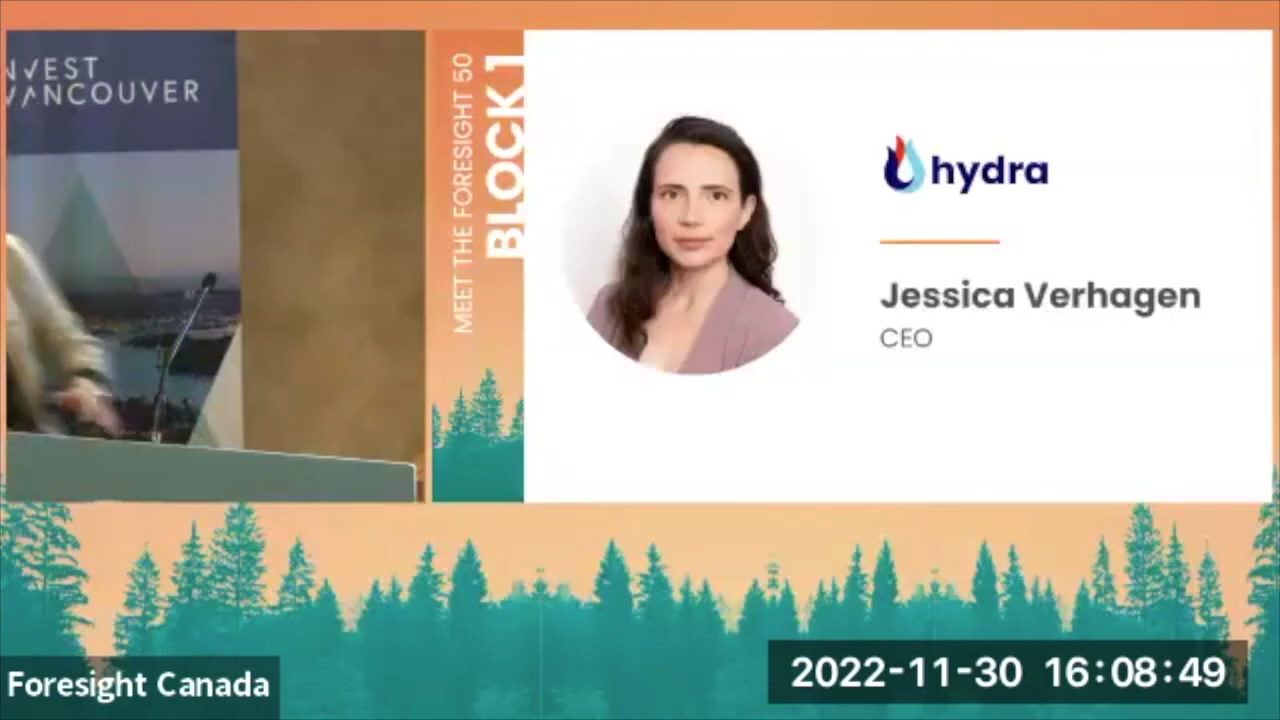 NVEST
VANCOUVER
MEET THE FORESIGHT 50
BLOCK 1
hydra
Jessica Verhagen
CEO
Foresight Canada
2022-11-30 16:08:49